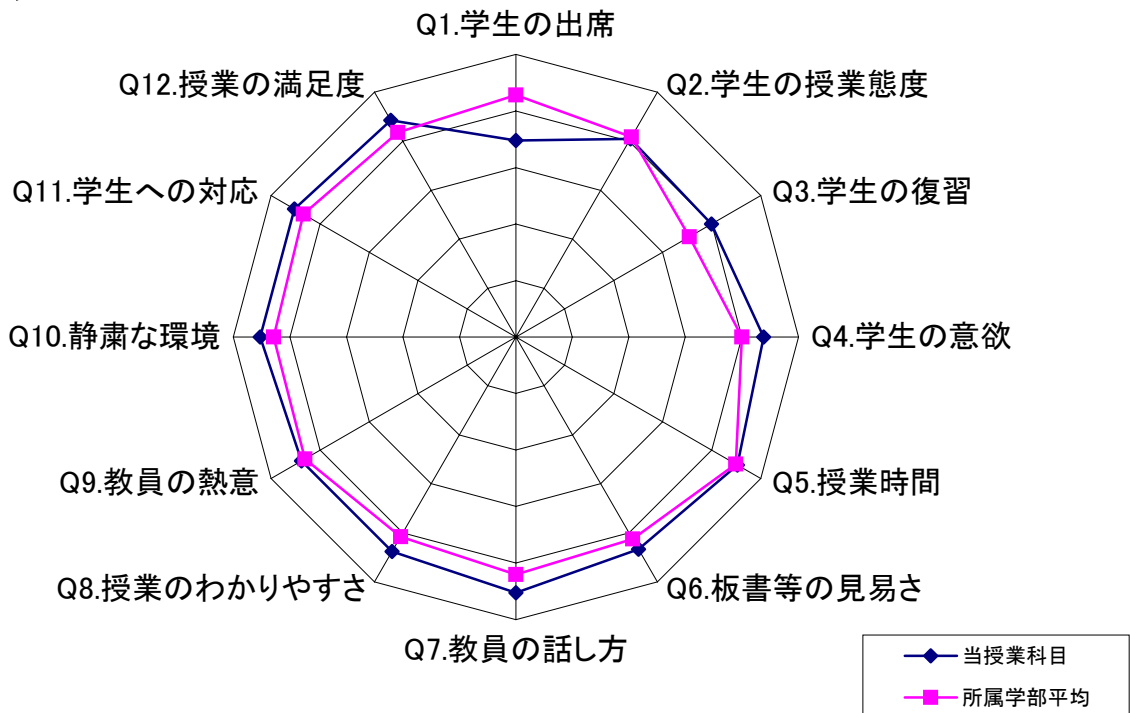 Q1.学生の出席
Q2.学生の授業態度
Q3.学生の復習
Q4.学生の意欲
Q5.授業時間
Q6.板書等の見易さ
Q7.教員の話し方
Q8.授業のわかりやすさ
Q9.教員の熱意
Q10.静粛な環境
Q11.学生への対応
Q12.授業の満足度
当授業科目
所属学部平均